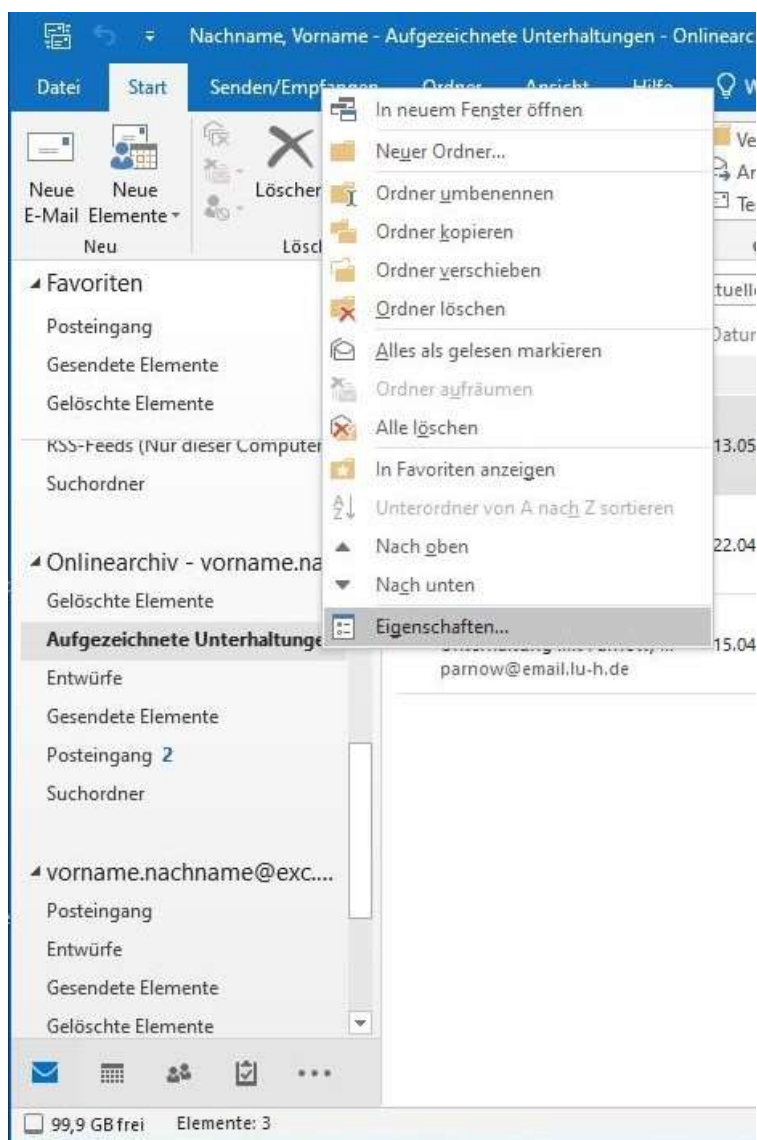 Nachname, Vorname - Aufgezeichnete Unterhaltungen - Onlinearc
Datei Start Senden/Empfangen Ordner Ansicht Hilfe
Neue E-Mail
Neue Elemente
Löschen
Neu
In neuem Fenster öffnen
Neuer Ordner...
Ordner umbenennen
Ordner kopieren
Ordner verschieben
Ordner löschen
Alles als gelesen markieren
Ordner aufräumen
Alle löschen
In Favoriten anzeigen
Unterordner von A nach Z sortieren
Nach oben
Nach unten
Eigenschaften...
Favoriten
Posteingang
Gesendete Elemente
Gelöschte Elemente
RSS-Feeds (Nur dieser Computer
Suchordner
Onlinearchiv - vorname.na
Gelöschte Elemente
Aufgezeichnete Unterhaltunge
Entwürfe
Gesendete Elemente
Posteingang 2
Suchordner
vorname.nachname@exc....
Posteingang
Entwürfe
Gesendete Elemente
Gelöschte Elemente
13.05
22.04
15.04
parnow@email.lu-h.de
99,9 GB frei Elemente: 3